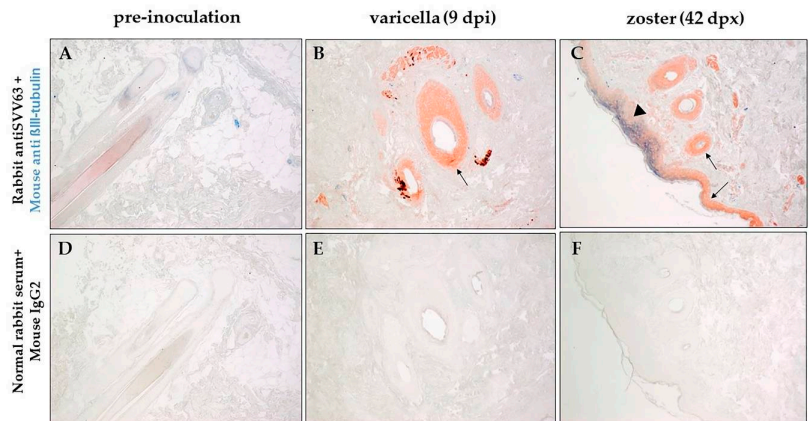 pre-inoculation
varicella (9 dpi)
zoster (42 dpx)
Rabbit antiSVV63 +
Mouse anti ßIII-tubulin
A
B
C
Normal rabbit serum+
Mouse IgG2
D
E
F